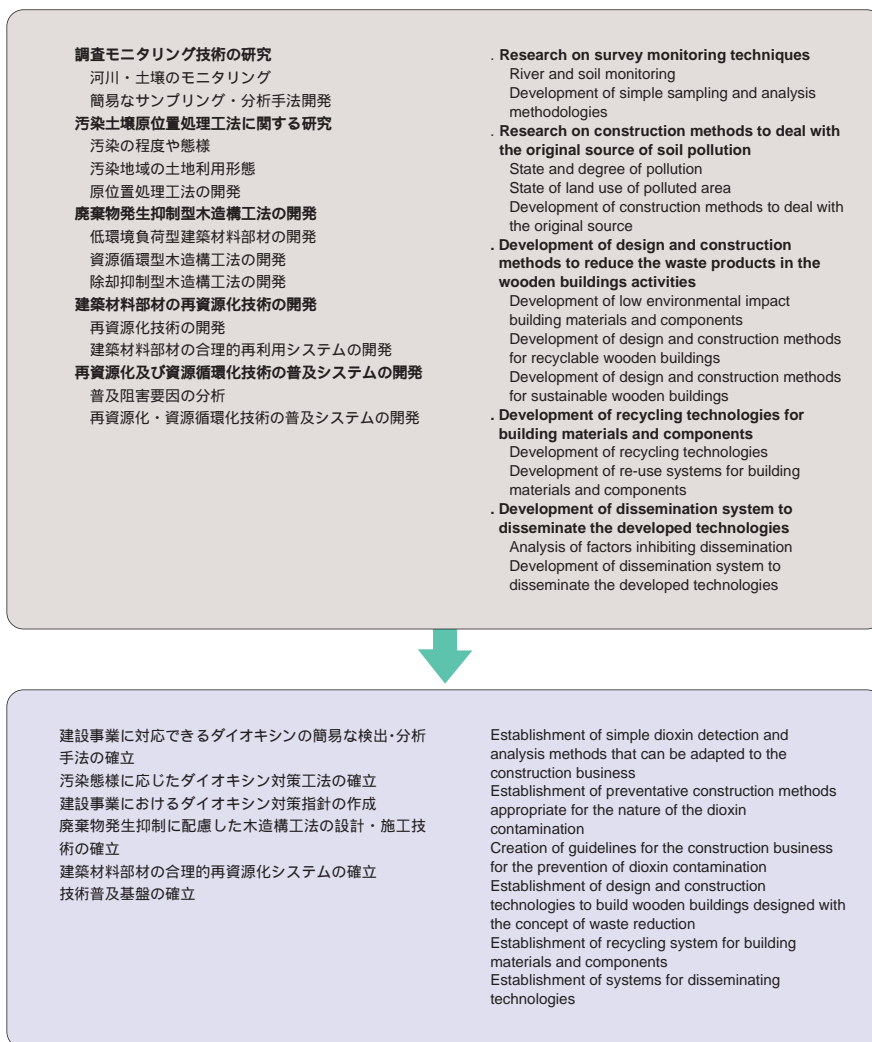 調査モニタリング技術の研究
河川・土壌のモニタリング
簡易なサンプリング・分析手法開発
汚染土壌原位置処理工法に関する研究
汚染の程度や態様
汚染地域の土地利用形態
原位置処理工法の開発
廃棄物発生抑制型木造構工法の開発
低環境負荷型建築材料部材の開発
資源循環型木造構工法の開発
除却抑制型木造構工法の開発
建築材料部材の再資源化技術の開発
再資源化技術の開発
建築材料部材の合理的再利用システムの開発
再資源化及び資源循環化技術の普及システムの開発
普及阻害要因の分析
再資源化・資源循環化技術の普及システムの開発
. Research on survey monitoring techniques
River and soil monitoring
Development of simple sampling and analysis
methodologies
. Research on construction methods to deal with
the original source of soil pollution
State and degree of pollution
State of land use of polluted area
Development of construction methods to deal with
the original source
. Development of design and construction
methods to reduce the waste products in the
wooden buildings activities
Development of low environmental impact
building materials and components
Development of design and construction methods
for recyclable wooden buildings
Development of design and construction methods
for sustainable wooden buildings
. Development of recycling technologies for
building materials and components
Development of recycling technologies
Development of re-use systems for building
materials and components
. Development of dissemination system to
disseminate the developed technologies
Analysis of factors inhibiting dissemination
Development of dissemination system to
disseminate the developed technologies
建設事業に対応できるダイオキシンの簡易な検出・分析
手法の確立
汚染態様に応じたダイオキシン対策工法の確立
建設事業におけるダイオキシン対策指針の作成
廃棄物発生抑制に配慮した木造構工法の設計・施工技
術の確立
建築材料部材の合理的再資源化システムの確立
技術普及基盤の確立
Establishment of simple dioxin detection and
analysis methods that can be adapted to the
construction business
Establishment of preventative construction methods
appropriate for the nature of the dioxin
contamination
Creation of guidelines for the construction business
for the prevention of dioxin contamination
Establishment of design and construction
technologies to build wooden buildings designed with
the concept of waste reduction
Establishment of recycling system for building
materials and components
Establishment of systems for disseminating
technologies